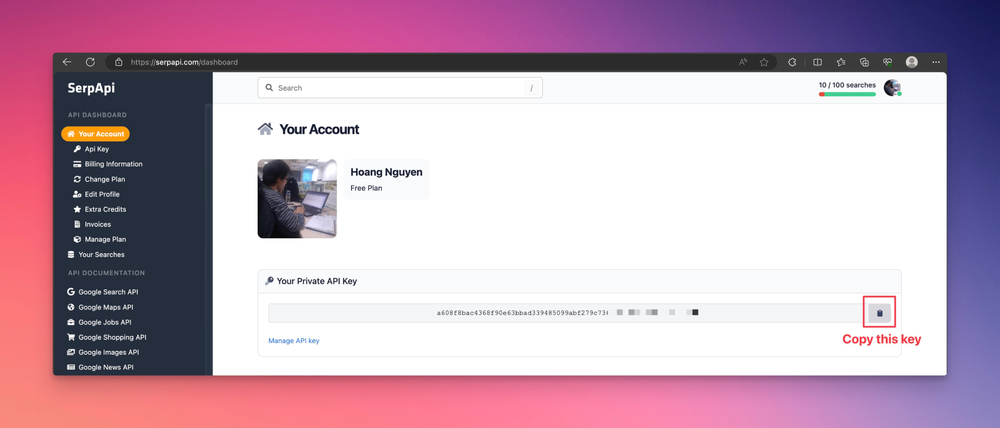 https://serpapi.com/dashboard
SerpApi
Search
/
10 / 100 searches
API DASHBOARD
Your Account
Api Key
Billing Information
Change Plan
Edit Profile
Extra Credits
Invoices
Manage Plan
Your Searches
API DOCUMENTATION
Google Search API
Google Maps API
Google Jobs API
Google Shopping API
Google Images API
Google News API
Your Account
Hoang Nguyen
Free Plan
Your Private API Key
a608f8bac4368f90e63bbad339485099abf279c736
Manage API key
Copy this key